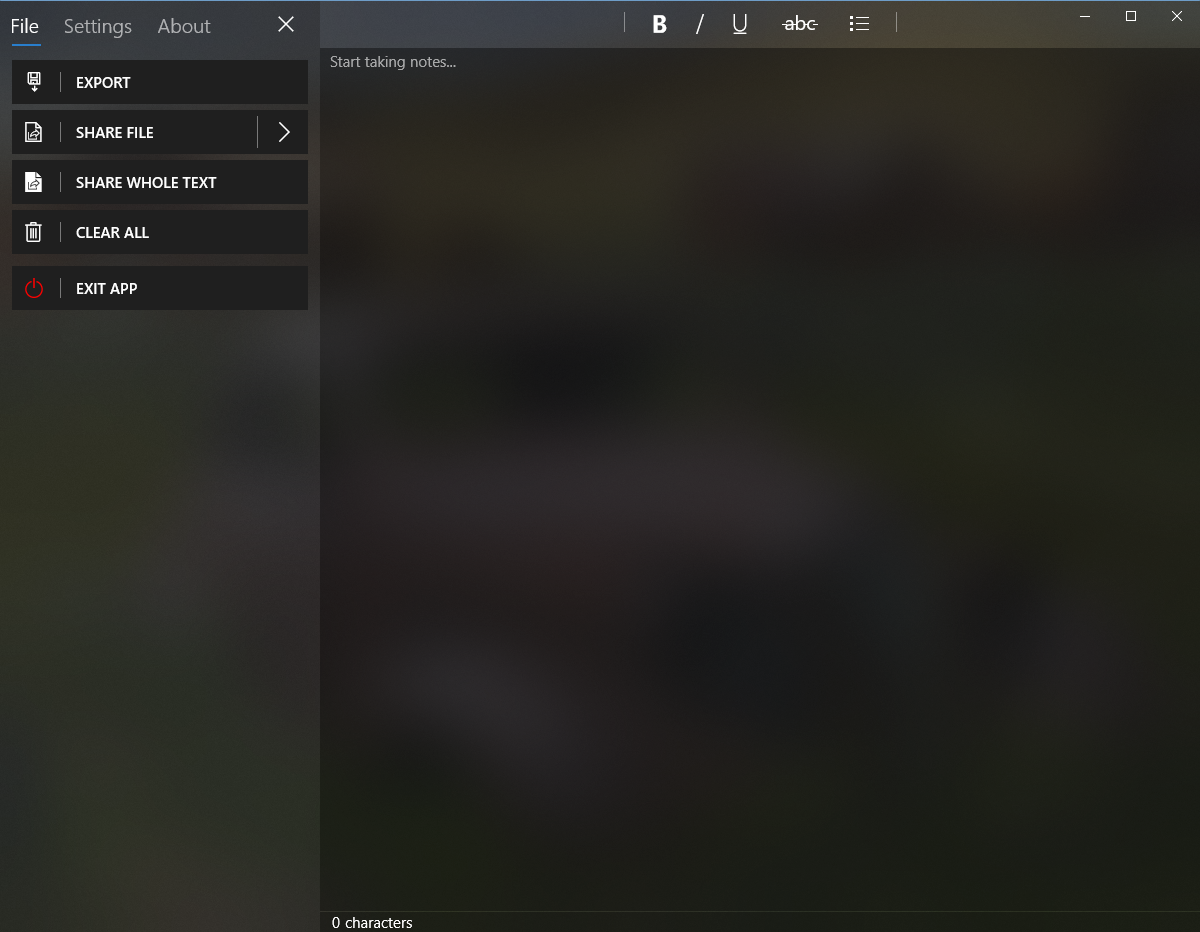 File Settings About
EXPORT
SHARE FILE
SHARE WHOLE TEXT
CLEAR ALL
EXIT APP
B / U abc
Start taking notes...
0 characters